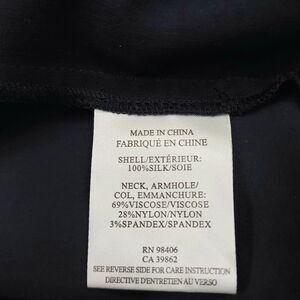 MADE IN CHINA
FABRIQUÉ EN CHINE
SHELL/EXTÉRIEUR:
100%SILK/SOIE
NECK, ARMHOLE/
COL, EMMANCHURE:
69%VISCOSE/VISCOSE
28%NYLON/NYLON
3%SPANDEX/SPANDEX
RN 98406
CA 39862
SEE REVERSE SIDE FOR CARE INSTRUCTION
DIRECTIVE D'ENTRETIEN AU VERSO